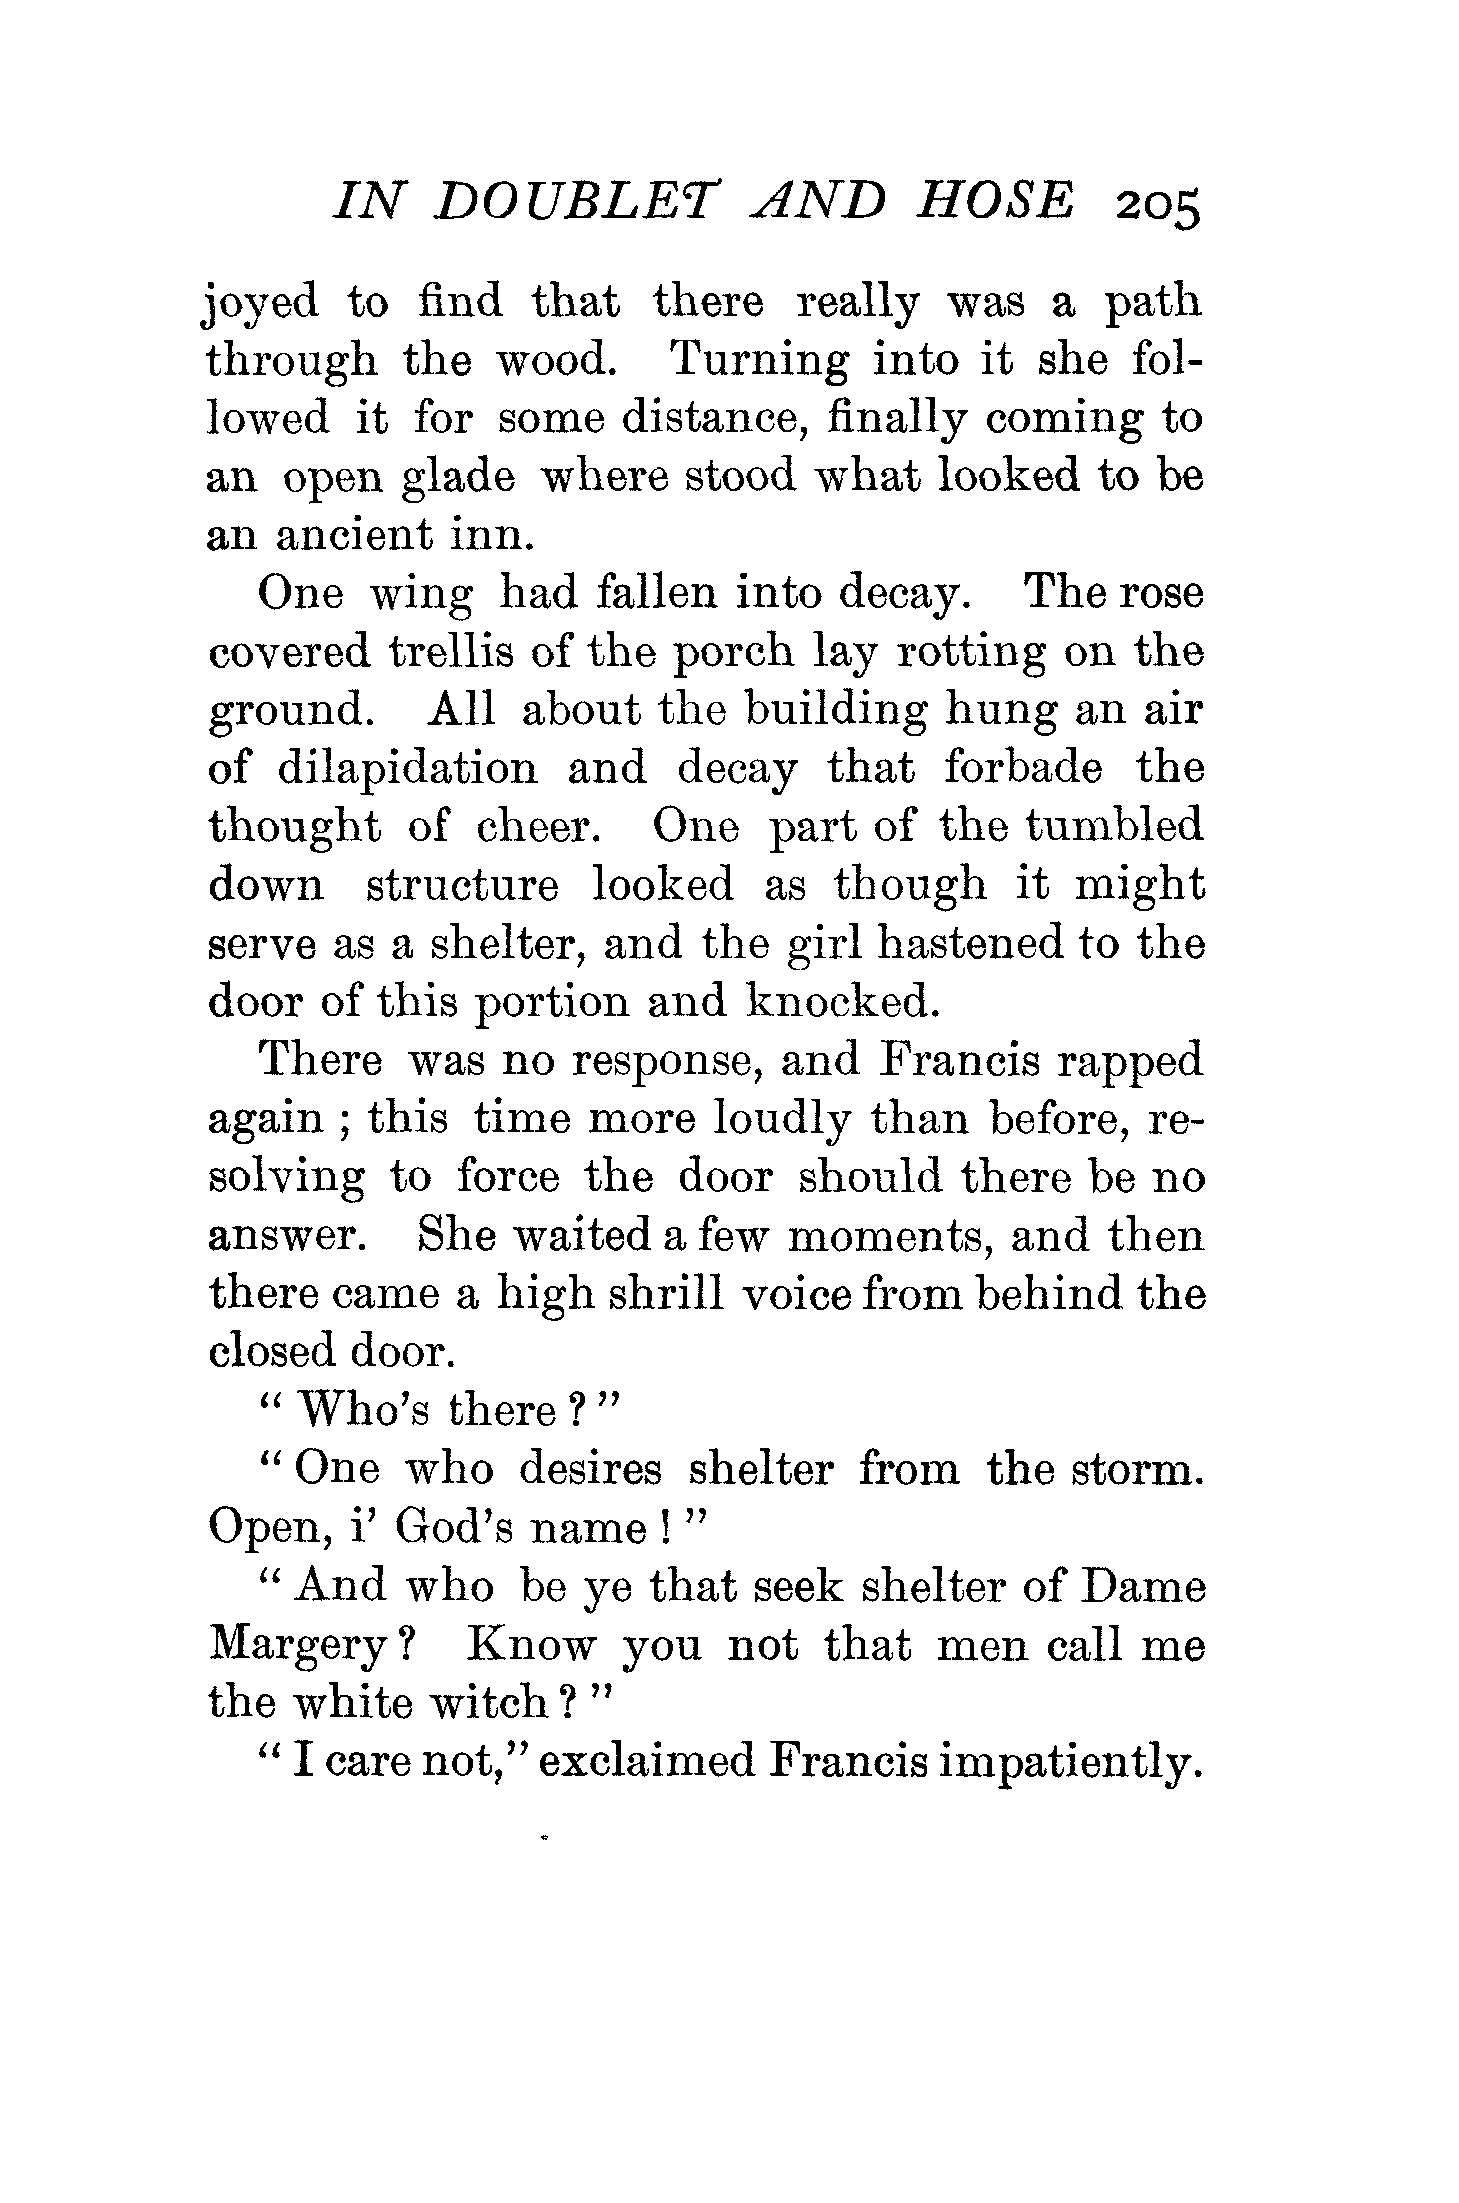 IN DOUBLET AND HOSE 205
joyed to find that there really was a path
through the wood. Turning into it she fol-
lowed it for some distance, finally coming to
an open glade where stood what looked to be
an ancient inn.
One wing had fallen into decay. The rose
covered trellis of the porch lay rotting on the
ground. All about the building hung an air
of dilapidation and decay that forbade the
thought of cheer. One part of the tumbled
down structure looked as though it might
serve as a shelter, and the girl hastened to the
door of this portion and knocked.
There was no response, and Francis rapped
again ; this time more loudly than before, re-
solving to force the door should there be no
answer. She waited a few moments, and then
there came a high shrill voice from behind the
closed door.
“ Who’s there ? ”
“ One who desires shelter from the storm.
Open, i’ God’s name ! ”
“ And who be ye that seek shelter of Dame
Margery ? Know you not that men call me
the white witch ? ”
“ I care not,” exclaimed Francis impatiently.